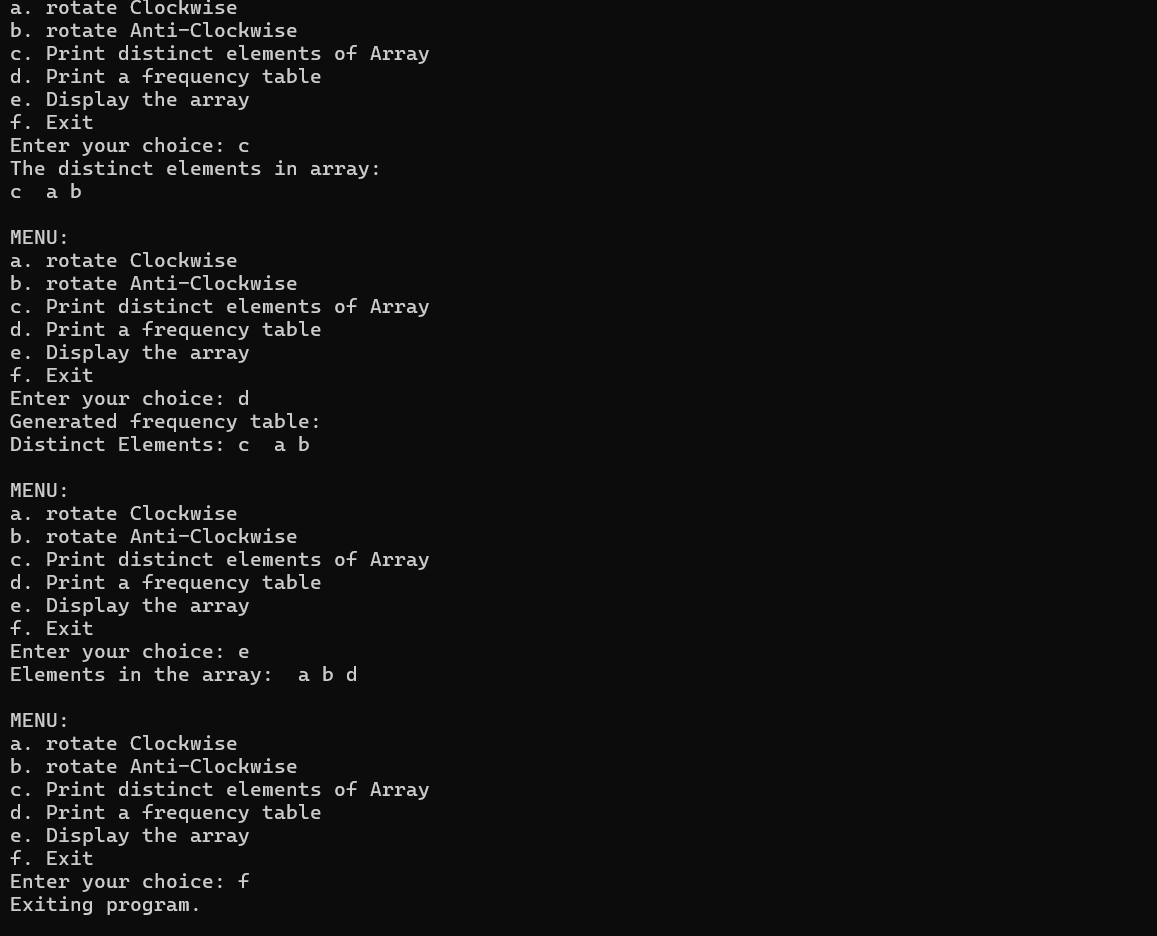 a. rotate Clockwise
b. rotate Anti-Clockwise
c. Print distinct elements of Array
d. Print a frequency table
e. Display the array
f. Exit
Enter your choice: c
The distinct elements in array:
c  a b

MENU:
a. rotate Clockwise
b. rotate Anti-Clockwise
c. Print distinct elements of Array
d. Print a frequency table
e. Display the array
f. Exit
Enter your choice: d
Generated frequency table:
Distinct Elements: c  a b

MENU:
a. rotate Clockwise
b. rotate Anti-Clockwise
c. Print distinct elements of Array
d. Print a frequency table
e. Display the array
f. Exit
Enter your choice: e
Elements in the array:  a b d

MENU:
a. rotate Clockwise
b. rotate Anti-Clockwise
c. Print distinct elements of Array
d. Print a frequency table
e. Display the array
f. Exit
Enter your choice: f
Exiting program.